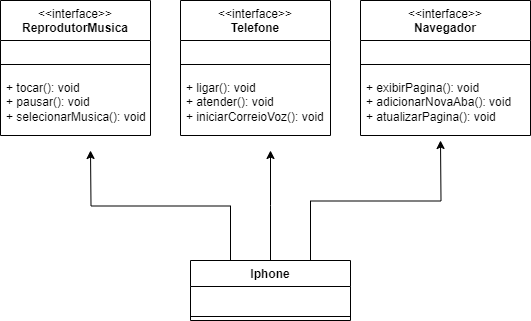 <<interface>>
ReprodutorMusica
+ tocar(): void
+ pausar(): void
+ selecionarMusica(): void
<<interface>>
Telefone
+ ligar(): void
+ atender(): void
+ iniciarCorreioVoz(): void
<<interface>>
Navegador
+ exibirPagina(): void
+ adicionarNovaAba(): void
+ atualizarPagina(): void
Iphone